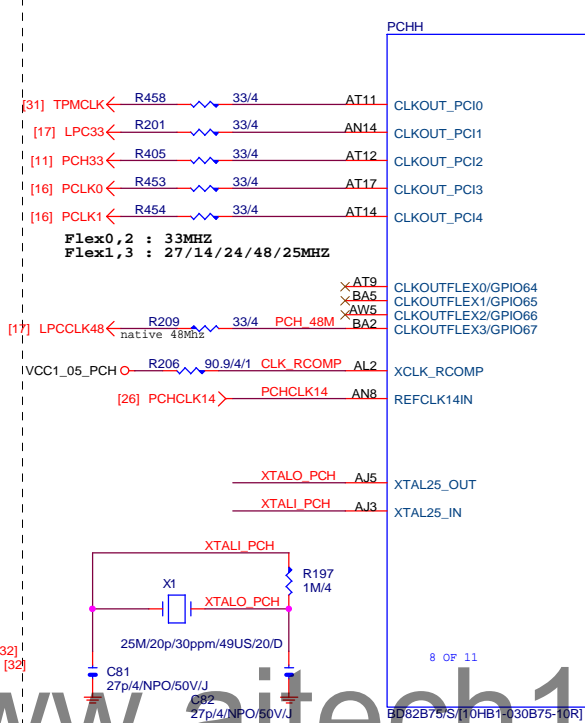 PCHH
[31] TPMCLK R458 33/4 AT11 CLKOUT_PCI0
[17] LPC33 R201 33/4 AN14 CLKOUT_PCI1
[11] PCH33 R405 33/4 AT12 CLKOUT_PCI2
[16] PCLK0 R453 33/4 AT17 CLKOUT_PCI3
[16] PCLK1 R454 33/4 AT14 CLKOUT_PCI4
Flex0,2 : 33MHZ
Flex1,3 : 27/14/24/48/25MHZ
AT9 CLKOUTFLEX0/GPIO64
BA5 CLKOUTFLEX1/GPIO65
AW5 CLKOUTFLEX2/GPIO66
[17] LPCCLK48 R209 33/4 PCH_48M BA2 CLKOUTFLEX3/GPIO67
native 48Mhz
VCC1_05_PCH R206 90.9/4/1 CLK_RCOMP AL2 XCLK_RCOMP
[26] PCHCLK14 PCHCLK14 AN8 REFCLK14IN
XTALO_PCH AJ5 XTAL25_OUT
XTALI_PCH AJ3 XTAL25_IN
XTALI_PCH
R197
1M/4
X1
XTALO_PCH
25M/20p/30ppm/49US/20/D
32]
[32]
8 OF 11
C81
27p/4/NPO/50V/J
C82
27p/4/NPO/50V/J
BD82B75/S/[10HB1-030B75-10R]
www.aitech1